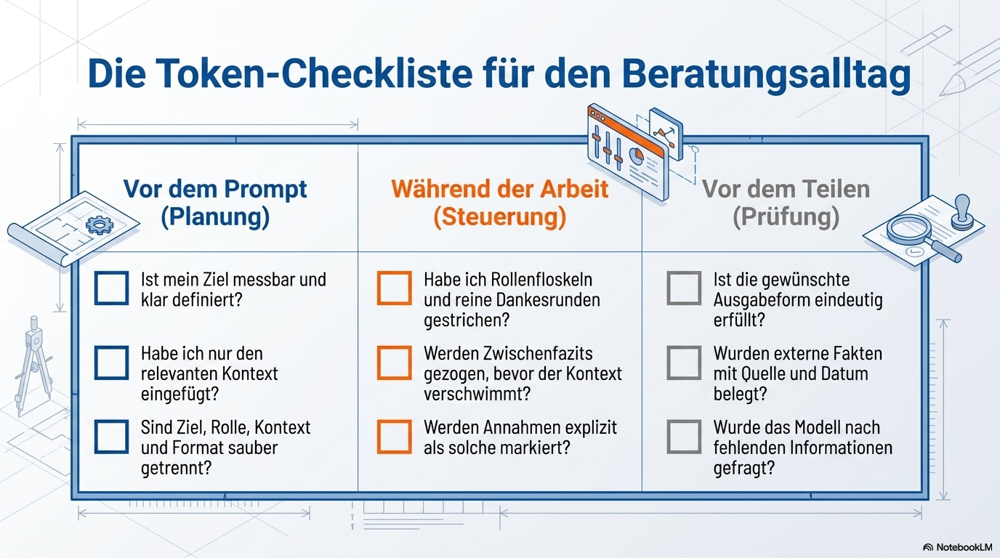 Die Token-Checkliste für den Beratungsalltag
Vor dem Prompt
(Planung)
Ist mein Ziel messbar und
klar definiert?
Habe ich nur den
relevanten Kontext
eingefügt?
Sind Ziel, Rolle, Kontext
und Format sauber
getrennt?
Während der Arbeit
(Steuerung)
Habe ich Rollenfloskeln
und reine Dankesrunden
gestrichen?
Werden Zwischenfazits
gezogen, bevor der Kontext
verschwimmt?
Werden Annahmen explizit
als solche markiert?
Vor dem Teilen
(Prüfung)
Ist die gewünschte
Ausgabeform eindeutig
erfüllt?
Wurden externe Fakten
mit Quelle und Datum
belegt?
Wurde das Modell nach
fehlenden Informationen
gefragt?
NotebookLM